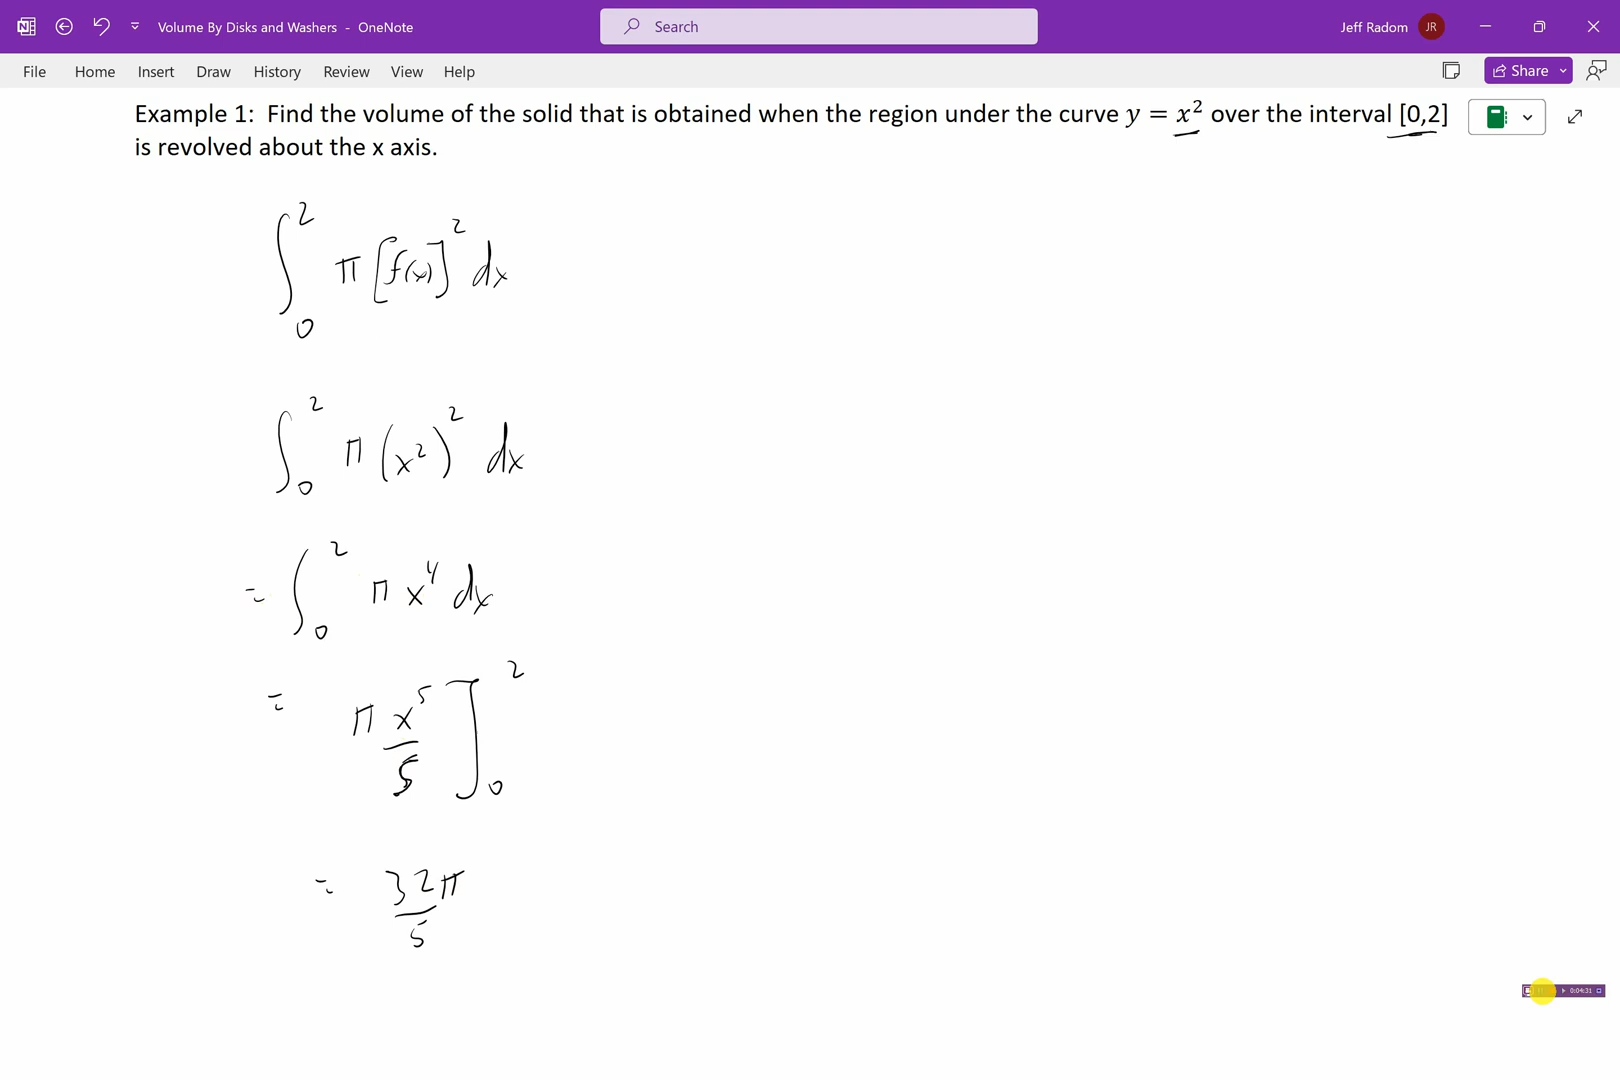 Volume By Disks and Washers - OneNote
Search
Jeff Radom JR
File Home Insert Draw History Review View Help
Share
Example 1: Find the volume of the solid that is obtained when the region under the curve y = x² over the interval [0,2]
is revolved about the x axis.
∫₀² π [f(x)]² dx
∫₀² π (x²)² dx
= ∫₀² π x⁴ dx
= π x⁵/5 ]₀²
= 32π/5
0:04:31